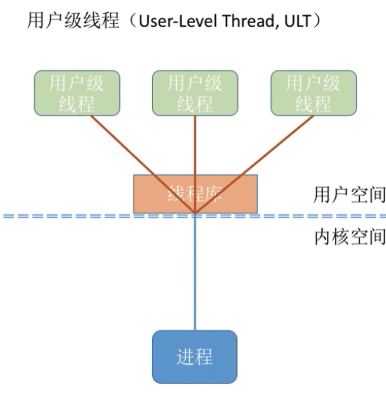 用户级线程（User-Level Thread, ULT）
用户级
线程
用户级
线程
用户级
线程
线程库
用户空间
内核空间
进程